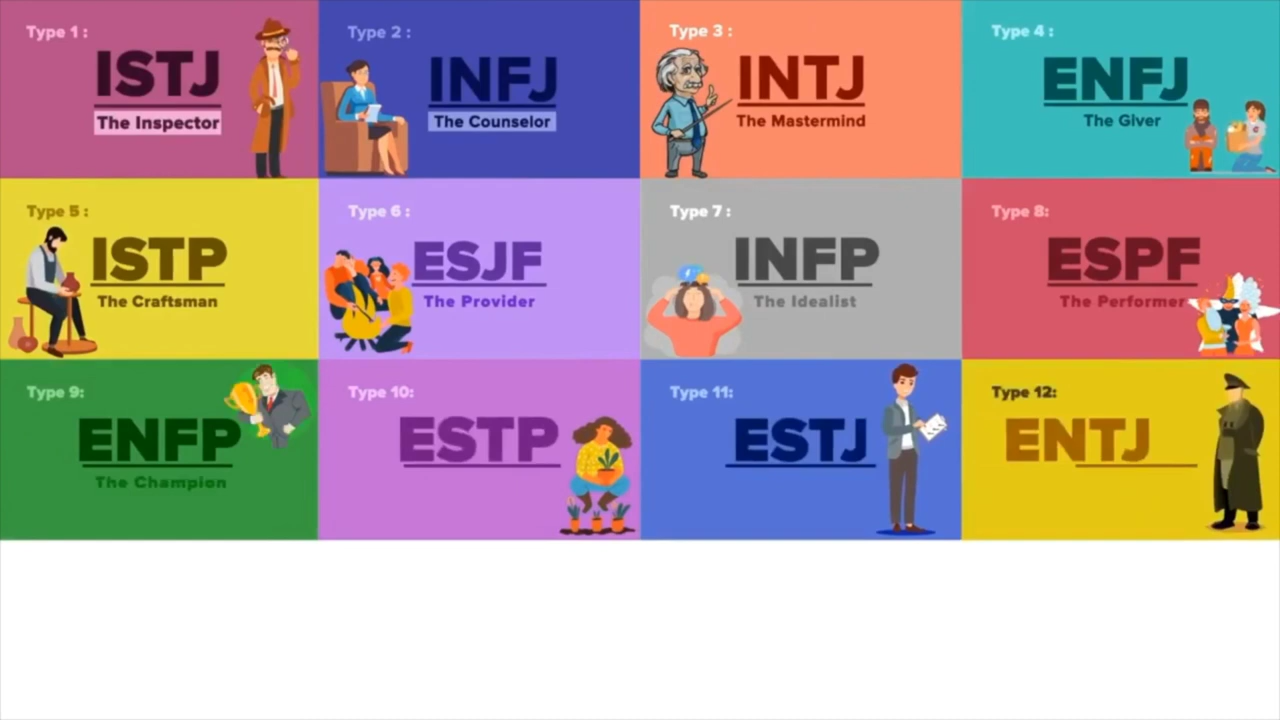 Type 1 :
ISTJ
The Inspector
Type 2 :
INFJ
The Counselor
Type 3 :
INTJ
The Mastermind
Type 4 :
ENFJ
The Giver
Type 5 :
ISTP
The Craftsman
Type 6 :
ESJF
The Provider
Type 7 :
INFP
The Idealist
Type 8:
ESPF
The Performer
Type 9:
ENFP
The Champion
Type 10:
ESTP
Type 11:
ESTJ
Type 12:
ENTJ